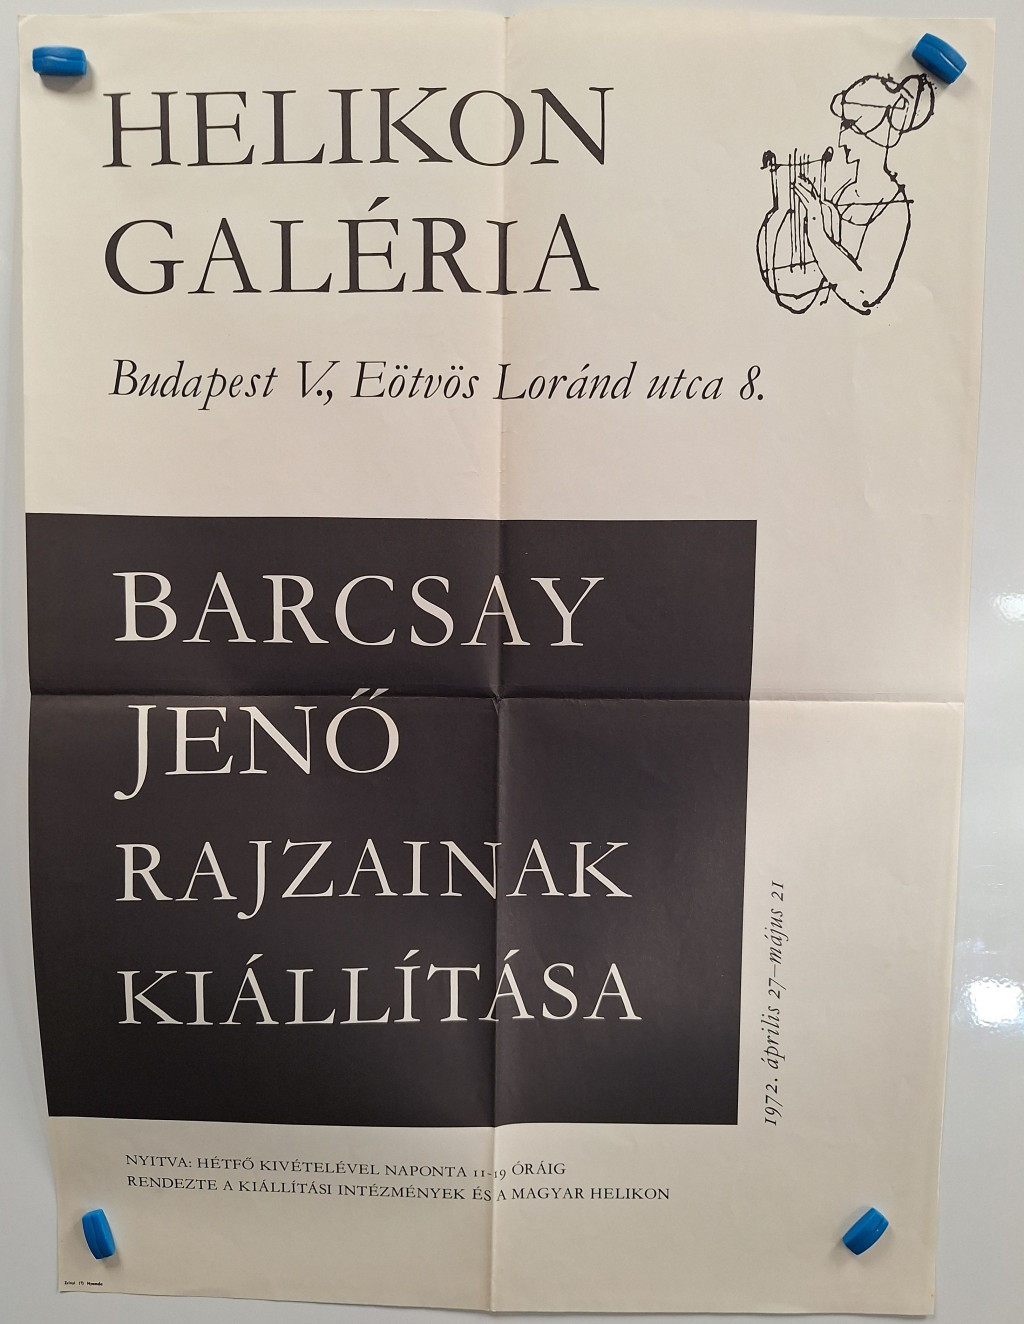 HELIKON
GALÉRIA
Budapest V., Eötvös Loránd utca 8.
BARCSAY
JENŐ
RAJZAINAK
KIÁLLÍTÁSA
1972. április 27–május 21
NYITVA: HÉTFŐ KIVÉTELÉVEL NAPONTA 11-19 ÓRÁIG
RENDEZTE A KIÁLLÍTÁSI INTÉZMÉNYEK ÉS A MAGYAR HELIKON